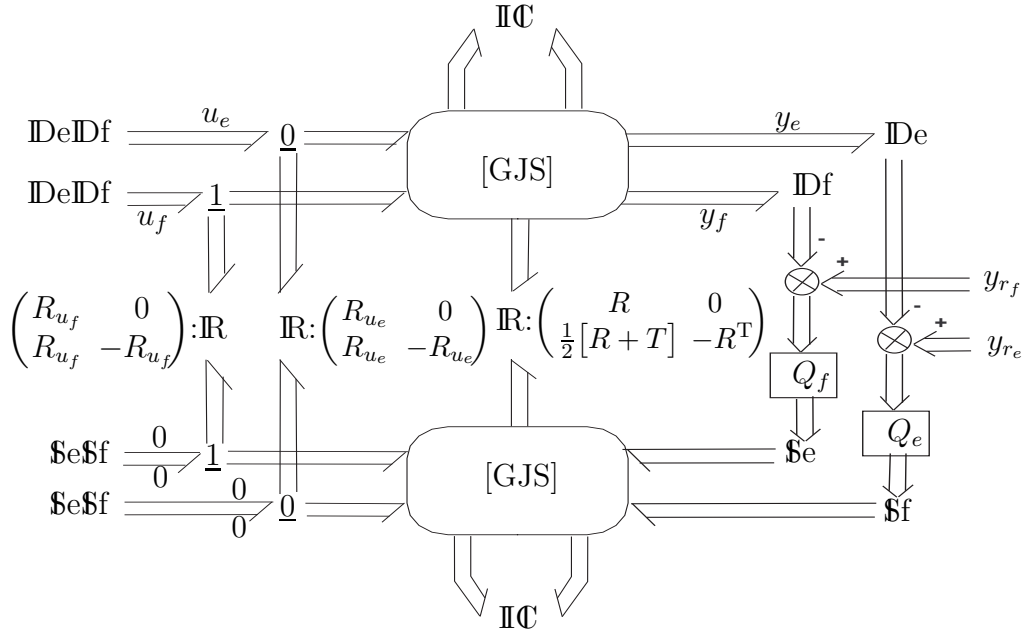 𝕀ℂ
𝔻e𝔻f
u_e
0
[GJS]
y_e
𝔻e
𝔻e𝔻f
u_f
1
y_f
𝔻f
-
+
y_{r_f}
-
+
y_{r_e}
(R_{u_f} 0
R_{u_f} -R_{u_f}):ℝ
ℝ:(R_{u_e} 0
R_{u_e} -R_{u_e})
ℝ:(R 0
½[R + T] -R^T)
Q_f
Q_e
𝕊e𝕊f
0
0
1
[GJS]
𝕊e
𝕊e𝕊f
0
0
0
𝕊f
𝕀ℂ